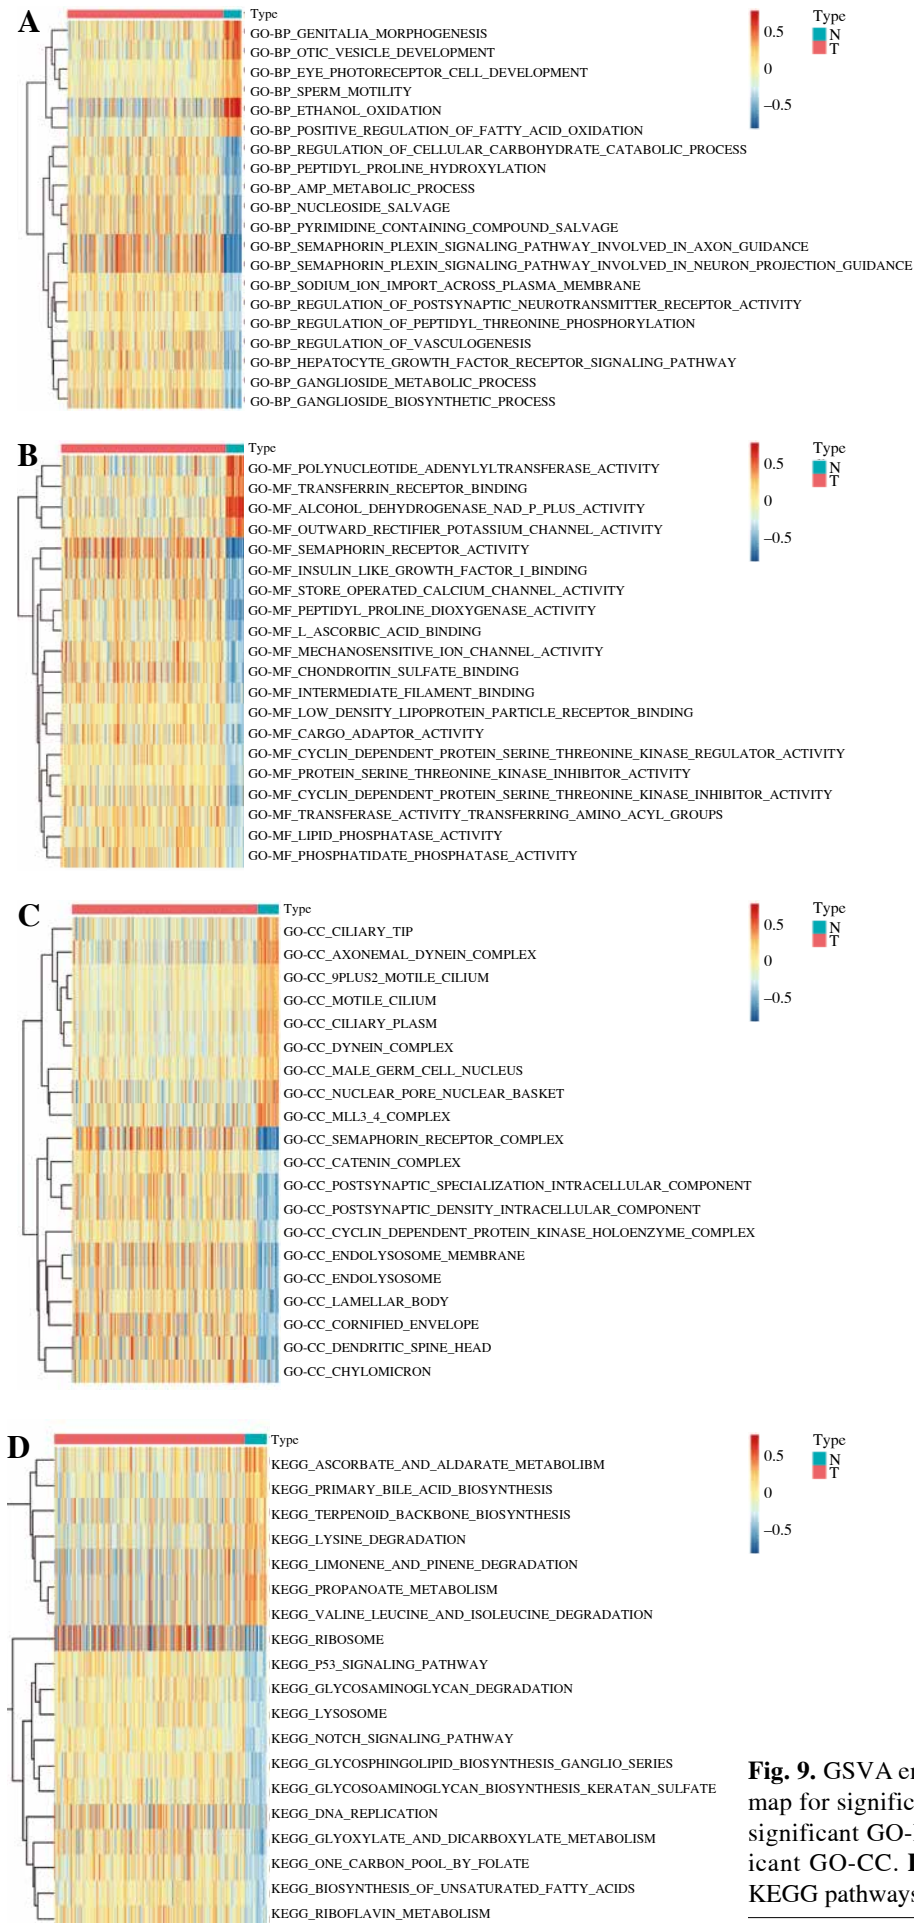 A
Type
GO-BP_GENITALIA_MORPHOGENESIS
GO-BP_OTIC_VESICLE_DEVELOPMENT
GO-BP_EYE_PHOTORECEPTOR_CELL_DEVELOPMENT
GO-BP_SPERM_MOTILITY
GO-BP_ETHANOL_OXIDATION
GO-BP_POSITIVE_REGULATION_OF_FATTY_ACID_OXIDATION
GO-BP_REGULATION_OF_CELLULAR_CARBOHYDRATE_CATABOLIC_PROCESS
GO-BP_PEPTIDYL_PROLINE_HYDROXYLATION
GO-BP_AMP_METABOLIC_PROCESS
GO-BP_NUCLEOSIDE_SALVAGE
GO-BP_PYRIMIDINE_CONTAINING_COMPOUND_SALVAGE
GO-BP_SEMAPHORIN_PLEXIN_SIGNALING_PATHWAY_INVOLVED_IN_AXON_GUIDANCE
GO-BP_SEMAPHORIN_PLEXIN_SIGNALING_PATHWAY_INVOLVED_IN_NEURON_PROJECTION_GUIDANCE
GO-BP_SODIUM_ION_IMPORT_ACROSS_PLASMA_MEMBRANE
GO-BP_REGULATION_OF_POSTSYNAPTIC_NEUROTRANSMITTER_RECEPTOR_ACTIVITY
GO-BP_REGULATION_OF_PEPTIDYL_THREONINE_PHOSPHORYLATION
GO-BP_REGULATION_OF_VASCULOGENESIS
GO-BP_HEPATOCYTE_GROWTH_FACTOR_RECEPTOR_SIGNALING_PATHWAY
GO-BP_GANGLIOSIDE_METABOLIC_PROCESS
GO-BP_GANGLIOSIDE_BIOSYNTHETIC_PROCESS
0.5
0
–0.5
Type
N
T
B
Type
GO-MF_POLYNUCLEOTIDE_ADENYLYLTRANSFERASE_ACTIVITY
GO-MF_TRANSFERRIN_RECEPTOR_BINDING
GO-MF_ALCOHOL_DEHYDROGENASE_NAD_P_PLUS_ACTIVITY
GO-MF_OUTWARD_RECTIFIER_POTASSIUM_CHANNEL_ACTIVITY
GO-MF_SEMAPHORIN_RECEPTOR_ACTIVITY
GO-MF_INSULIN_LIKE_GROWTH_FACTOR_I_BINDING
GO-MF_STORE_OPERATED_CALCIUM_CHANNEL_ACTIVITY
GO-MF_PEPTIDYL_PROLINE_DIOXYGENASE_ACTIVITY
GO-MF_L_ASCORBIC_ACID_BINDING
GO-MF_MECHANOSENSITIVE_ION_CHANNEL_ACTIVITY
GO-MF_CHONDROITIN_SULFATE_BINDING
GO-MF_INTERMEDIATE_FILAMENT_BINDING
GO-MF_LOW_DENSITY_LIPOPROTEIN_PARTICLE_RECEPTOR_BINDING
GO-MF_CARGO_ADAPTOR_ACTIVITY
GO-MF_CYCLIN_DEPENDENT_PROTEIN_SERINE_THREONINE_KINASE_REGULATOR_ACTIVITY
GO-MF_PROTEIN_SERINE_THREONINE_KINASE_INHIBITOR_ACTIVITY
GO-MF_CYCLIN_DEPENDENT_PROTEIN_SERINE_THREONINE_KINASE_INHIBITOR_ACTIVITY
GO-MF_TRANSFERASE_ACTIVITY_TRANSFERRING_AMINO_ACYL_GROUPS
GO-MF_LIPID_PHOSPHATASE_ACTIVITY
GO-MF_PHOSPHATIDATE_PHOSPHATASE_ACTIVITY
0.5
0
–0.5
Type
N
T
C
Type
GO-CC_CILIARY_TIP
GO-CC_AXONEMAL_DYNEIN_COMPLEX
GO-CC_9PLUS2_MOTILE_CILIUM
GO-CC_MOTILE_CILIUM
GO-CC_CILIARY_PLASM
GO-CC_DYNEIN_COMPLEX
GO-CC_MALE_GERM_CELL_NUCLEUS
GO-CC_NUCLEAR_PORE_NUCLEAR_BASKET
GO-CC_MLL3_4_COMPLEX
GO-CC_SEMAPHORIN_RECEPTOR_COMPLEX
GO-CC_CATENIN_COMPLEX
GO-CC_POSTSYNAPTIC_SPECIALIZATION_INTRACELLULAR_COMPONENT
GO-CC_POSTSYNAPTIC_DENSITY_INTRACELLULAR_COMPONENT
GO-CC_CYCLIN_DEPENDENT_PROTEIN_KINASE_HOLOENZYME_COMPLEX
GO-CC_ENDOLYSOSOME_MEMBRANE
GO-CC_ENDOLYSOSOME
GO-CC_LAMELLAR_BODY
GO-CC_CORNIFIED_ENVELOPE
GO-CC_DENDRITIC_SPINE_HEAD
GO-CC_CHYLOMICRON
0.5
0
–0.5
Type
N
T
D
Type
KEGG_ASCORBATE_AND_ALDARATE_METABOLIBM
KEGG_PRIMARY_BILE_ACID_BIOSYNTHESIS
KEGG_TERPENOID_BACKBONE_BIOSYNTHESIS
KEGG_LYSINE_DEGRADATION
KEGG_LIMONENE_AND_PINENE_DEGRADATION
KEGG_PROPANOATE_METABOLISM
KEGG_VALINE_LEUCINE_AND_ISOLEUCINE_DEGRADATION
KEGG_RIBOSOME
KEGG_P53_SIGNALING_PATHWAY
KEGG_GLYCOSAMINOGLYCAN_DEGRADATION
KEGG_LYSOSOME
KEGG_NOTCH_SIGNALING_PATHWAY
KEGG_GLYCOSPHINGOLIPID_BIOSYNTHESIS_GANGLIO_SERIES
KEGG_GLYCOSOAMINOGLYCAN_BIOSYNTHESIS_KERATAN_SULFATE
KEGG_DNA_REPLICATION
KEGG_GLYOXYLATE_AND_DICARBOXYLATE_METABOLISM
KEGG_ONE_CARBON_POOL_BY_FOLATE
KEGG_BIOSYNTHESIS_OF_UNSATURATED_FATTY_ACIDS
KEGG_RIBOFLAVIN_METABOLISM
0.5
0
–0.5
Type
N
T
Fig. 9. GSVA
map for
significant GO-
icant GO-CC.
KEGG pathways